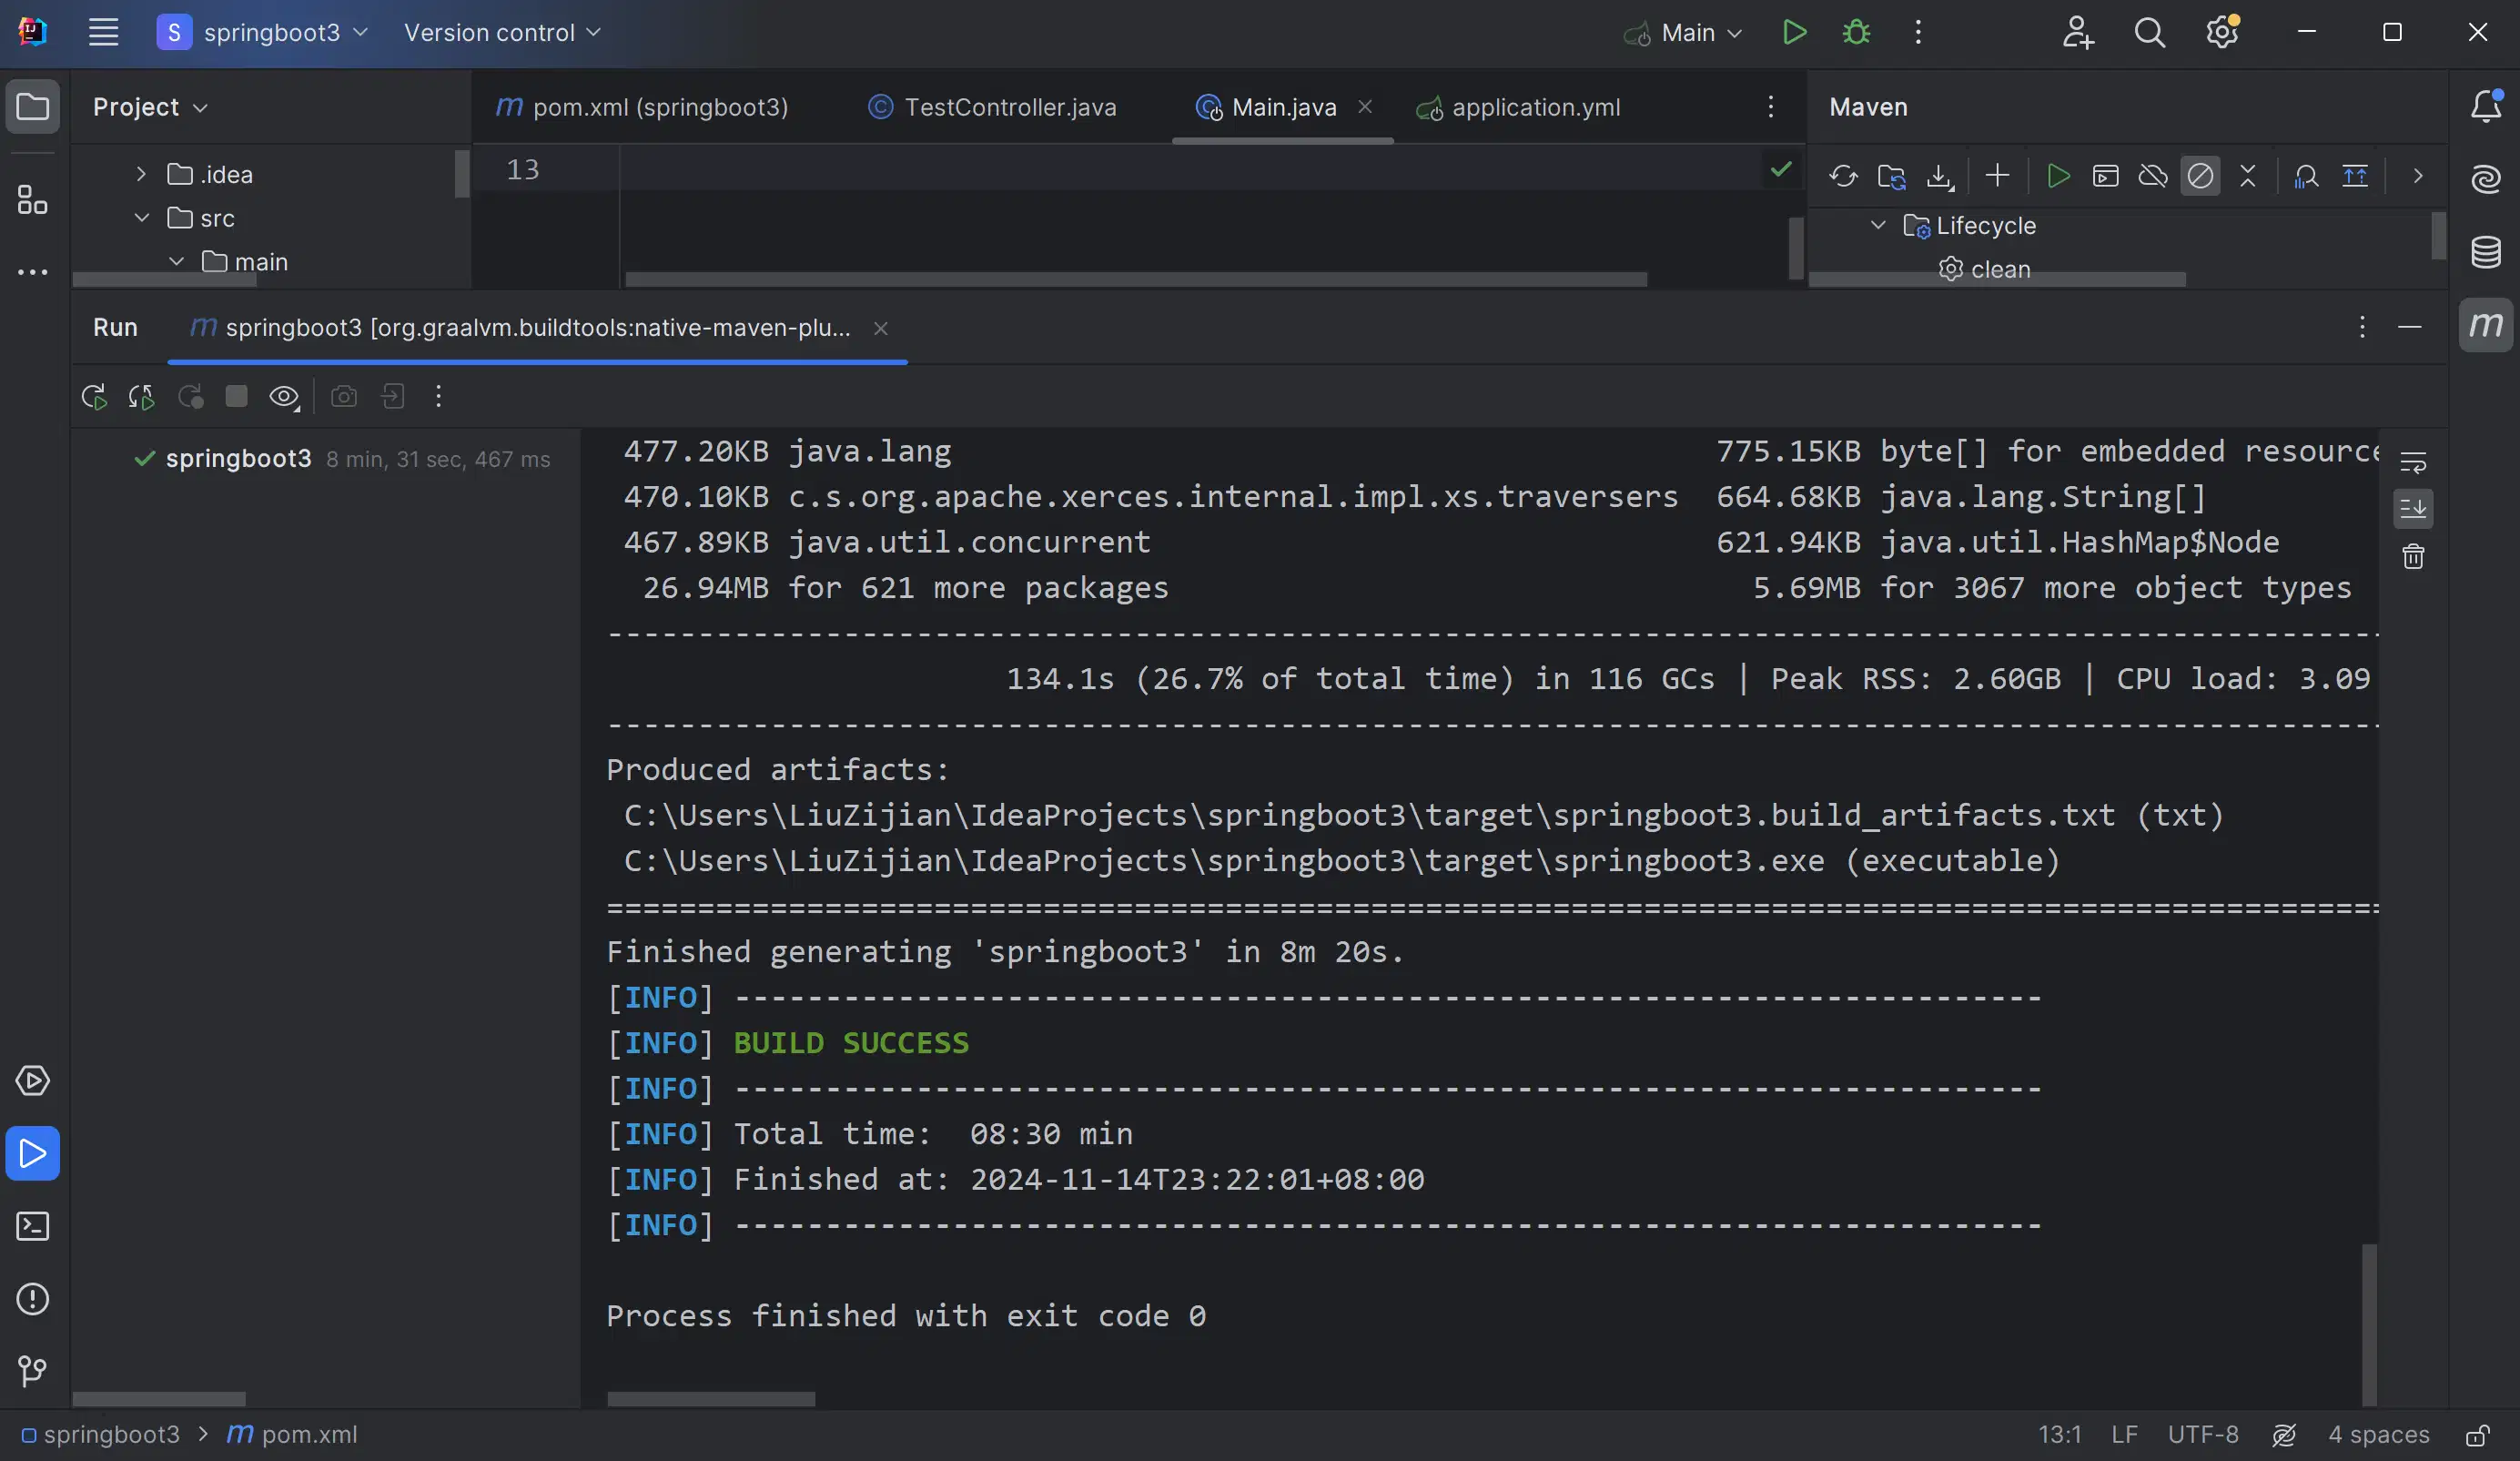 S springboot3 Version control Main
Project
pom.xml (springboot3) TestController.java Main.java application.yml
Maven
.idea
src
main
13
Lifecycle
clean
Run springboot3 [org.graalvm.buildtools:native-maven-plu...
springboot3 8 min, 31 sec, 467 ms
477.20KB java.lang 775.15KB byte[] for embedded resource
470.10KB c.s.org.apache.xerces.internal.impl.xs.traversers 664.68KB java.lang.String[]
467.89KB java.util.concurrent 621.94KB java.util.HashMap$Node
26.94MB for 621 more packages 5.69MB for 3067 more object types
--------------------------------------------------------------------------------------------------
134.1s (26.7% of total time) in 116 GCs | Peak RSS: 2.60GB | CPU load: 3.09
--------------------------------------------------------------------------------------------------
Produced artifacts:
C:\Users\LiuZijian\IdeaProjects\springboot3\target\springboot3.build_artifacts.txt (txt)
C:\Users\LiuZijian\IdeaProjects\springboot3\target\springboot3.exe (executable)
==================================================================================================
Finished generating 'springboot3' in 8m 20s.
[INFO] ------------------------------------------------------------------------
[INFO] BUILD SUCCESS
[INFO] ------------------------------------------------------------------------
[INFO] Total time:  08:30 min
[INFO] Finished at: 2024-11-14T23:22:01+08:00
[INFO] ------------------------------------------------------------------------
Process finished with exit code 0
springboot3 > m pom.xml 13:1 LF UTF-8 4 spaces